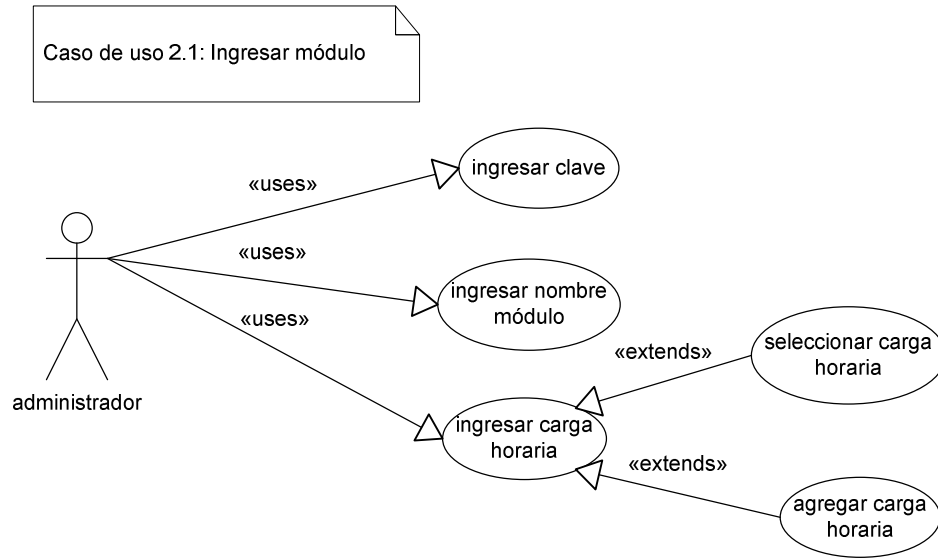 Caso de uso 2.1: Ingresar módulo
ingresar clave
«uses»
«uses»
ingresar nombre
módulo
«uses»
seleccionar carga
horaria
«extends»
administrador
ingresar carga
horaria
«extends»
agregar carga
horaria